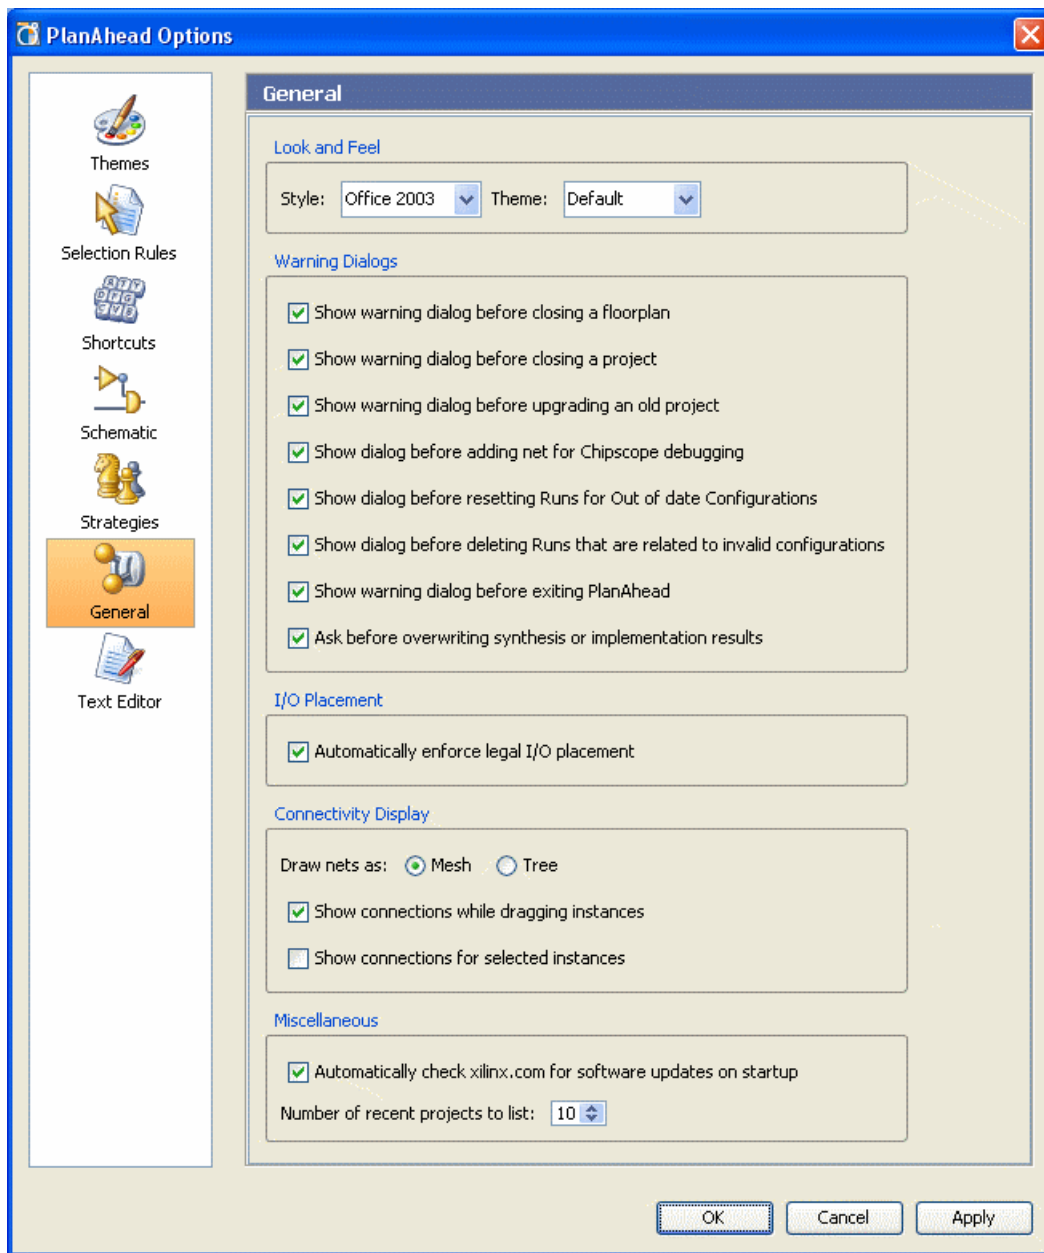 PlanAhead Options
Themes
Selection Rules
Shortcuts
Schematic
Strategies
General
Text Editor
General
Look and Feel
Style: Office 2003 Theme: Default
Warning Dialogs
Show warning dialog before closing a floorplan
Show warning dialog before closing a project
Show warning dialog before upgrading an old project
Show dialog before adding net for Chipscope debugging
Show dialog before resetting Runs for Out of date Configurations
Show dialog before deleting Runs that are related to invalid configurations
Show warning dialog before exiting PlanAhead
Ask before overwriting synthesis or implementation results
I/O Placement
Automatically enforce legal I/O placement
Connectivity Display
Draw nets as: Mesh Tree
Show connections while dragging instances
Show connections for selected instances
Miscellaneous
Automatically check xilinx.com for software updates on startup
Number of recent projects to list: 10
OK Cancel Apply